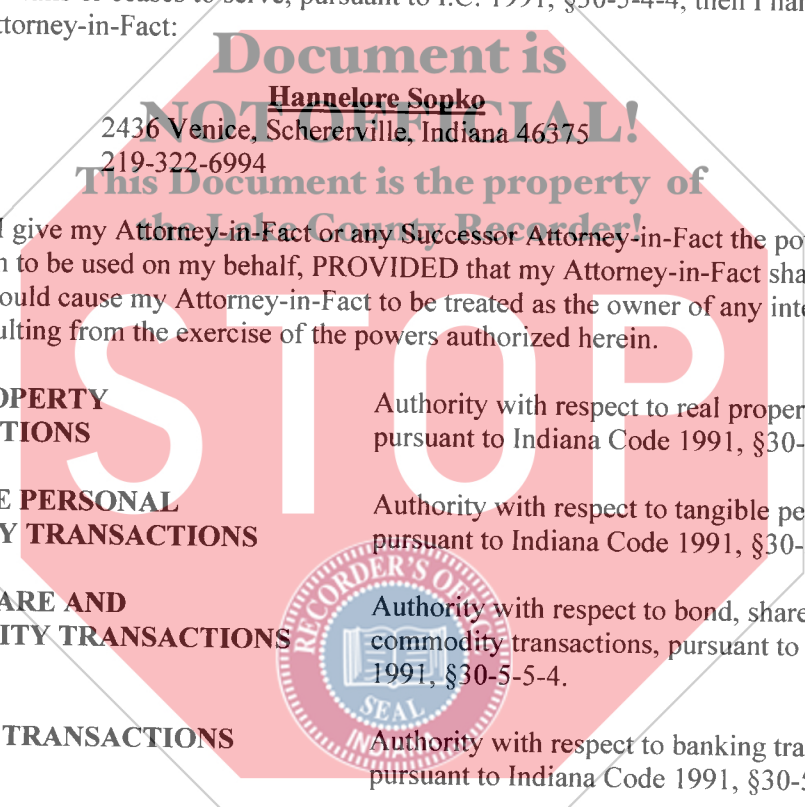 ttorney-in-Fact:
Document is
Hannelore Sopko
NOT OFFICIAL!
2436 Venice, Schererville, Indiana 46375
219-322-6994
This Document is the property of
the Lake County Recorder!
I give my Attorney-in-Fact or any Successor Attorney-in-Fact the po
n to be used on my behalf, PROVIDED that my Attorney-in-Fact sha
ould cause my Attorney-in-Fact to be treated as the owner of any inte
ulting from the exercise of the powers authorized herein.
STOP
OPERTY Authority with respect to real proper
TIONS pursuant to Indiana Code 1991, §30-
E PERSONAL Authority with respect to tangible pe
Y TRANSACTIONS pursuant to Indiana Code 1991, §30-
ARE AND Authority with respect to bond, share
ITY TRANSACTIONS commodity transactions, pursuant to
1991, §30-5-5-4.
RECORDER'S OFFICE
SEAL
INDIANA
TRANSACTIONS Authority with respect to banking tra
pursuant to Indiana Code 1991, §30-5